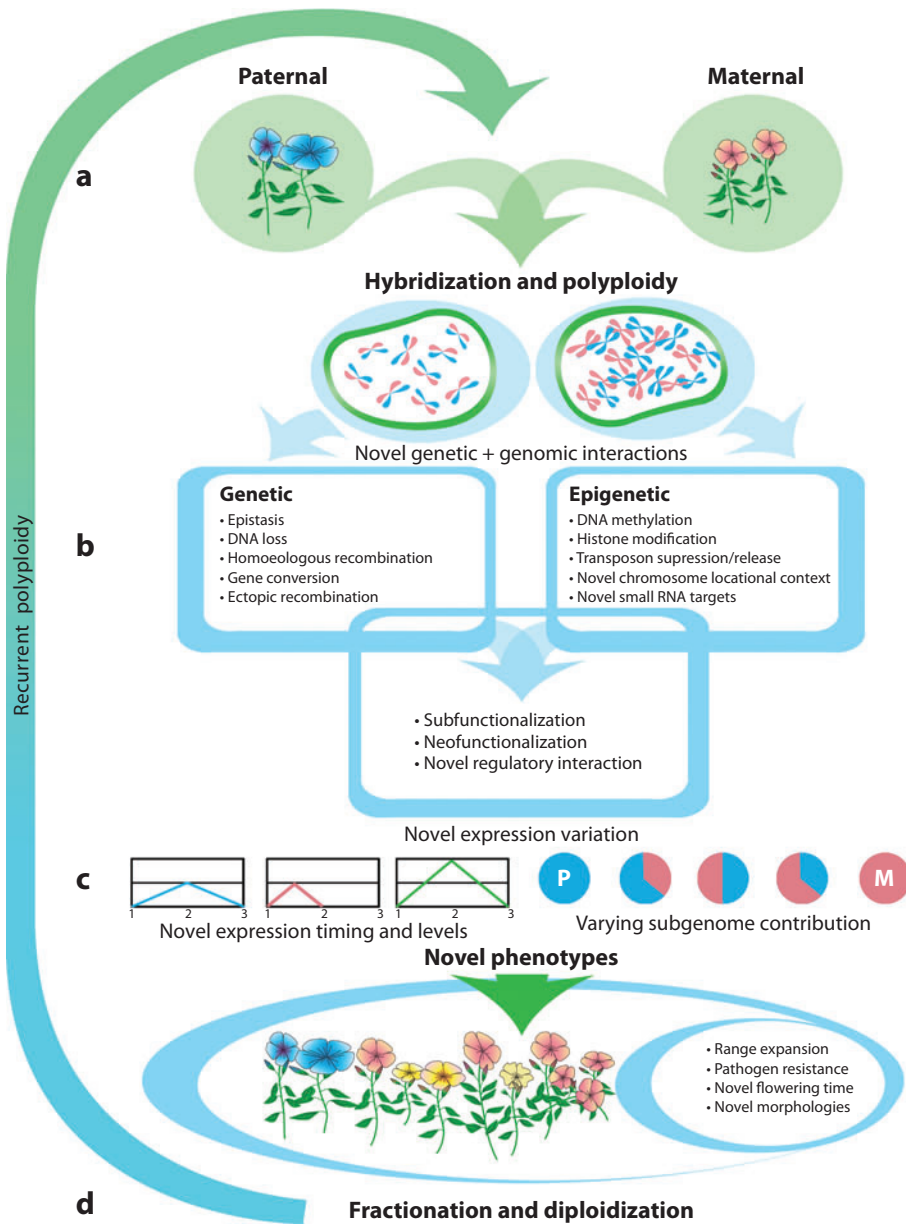 Paternal
Maternal
a
Hybridization and polyploidy
Novel genetic + genomic interactions
Recurrent polyploidy
b
Genetic
• Epistasis
• DNA loss
• Homoeologous recombination
• Gene conversion
• Ectopic recombination
Epigenetic
• DNA methylation
• Histone modification
• Transposon supression/release
• Novel chromosome locational context
• Novel small RNA targets
• Subfunctionalization
• Neofunctionalization
• Novel regulatory interaction
Novel expression variation
c
1 2 3
1 2 3
1 2 3
P
M
Novel expression timing and levels
Varying subgenome contribution
Novel phenotypes
• Range expansion
• Pathogen resistance
• Novel flowering time
• Novel morphologies
d
Fractionation and diploidization